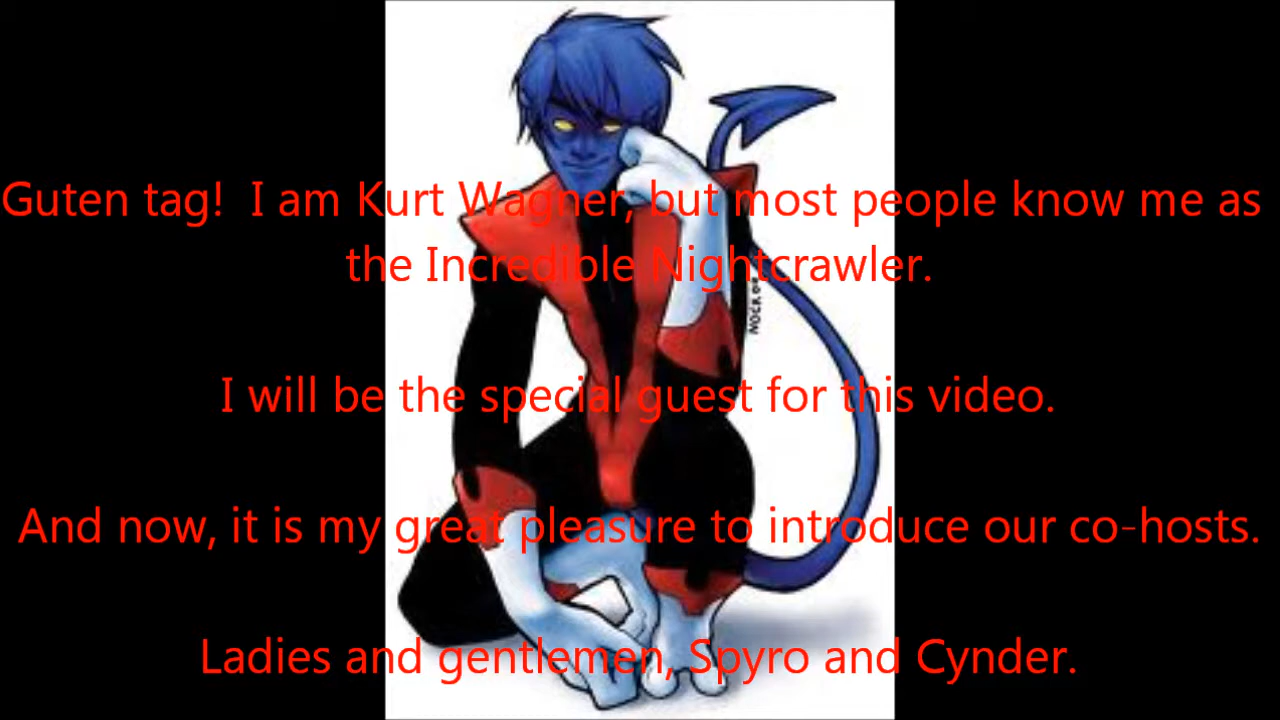 Guten tag!  I am Kurt Wagner, but most people know me as
the Incredible Nightcrawler.
I will be the special guest for this video.
And now, it is my great pleasure to introduce our co-hosts.
Ladies and gentlemen, Spyro and Cynder.